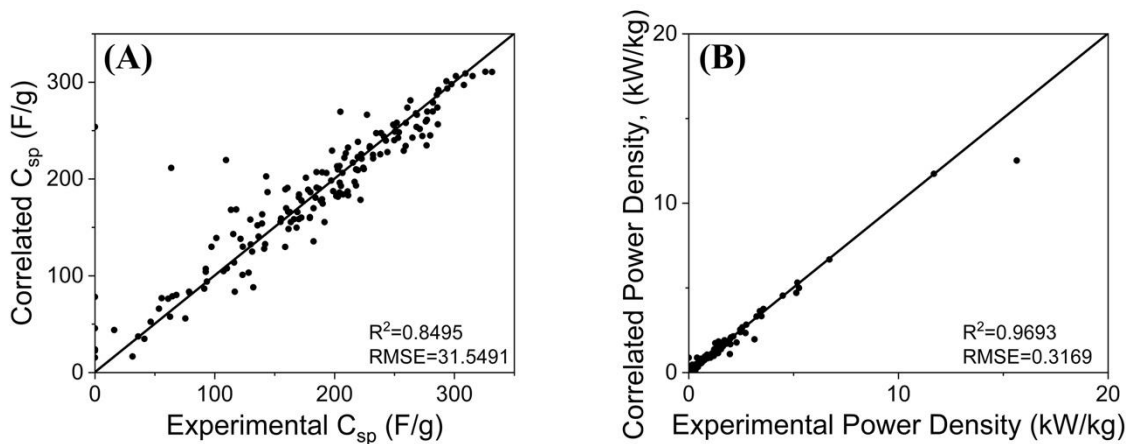 (A)
Correlated C_sp (F/g)
300
200
100
0
0
100
200
300
R²=0.8495
RMSE=31.5491
Experimental C_sp (F/g)
(B)
Correlated Power Density, (kW/kg)
20
10
0
0
10
20
R²=0.9693
RMSE=0.3169
Experimental Power Density (kW/kg)